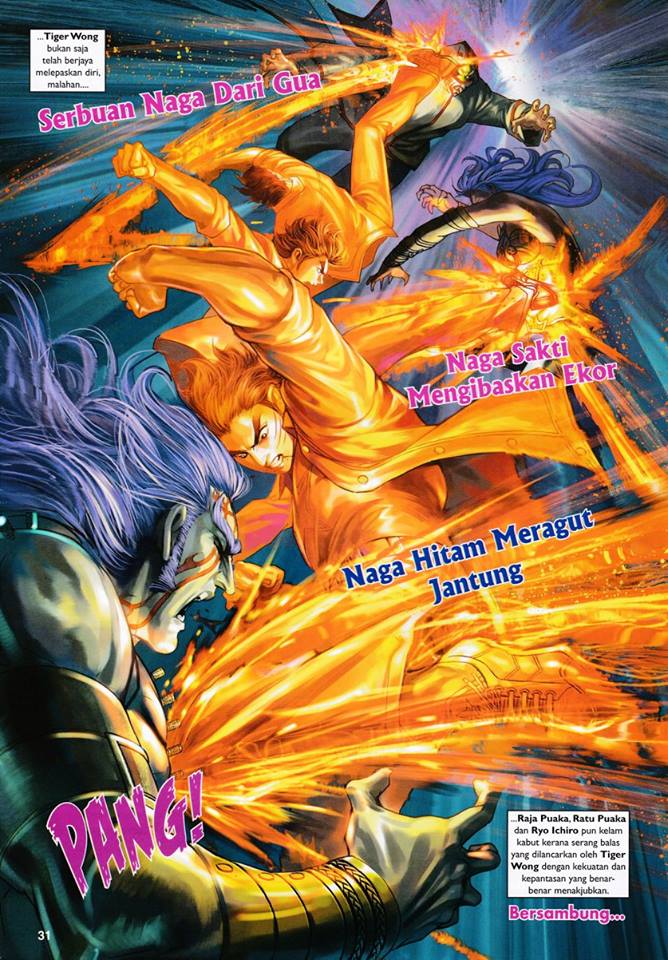 ...Tiger Wong
bukan saja
telah berjaya
melepaskan diri,
malahan....
Serbuan Naga Dari Gua
Naga Sakti
Mengibaskan Ekor
Naga Hitam Meragut
Jantung
PANG!
...Raja Puaka, Ratu Puaka
dan Ryo Ichiro pun kelam
kabut kerana serang balas
yang dilancarkan oleh Tiger
Wong dengan kekuatan dan
kepantasan yang benar-
benar menakjubkan.
Bersambung...
31